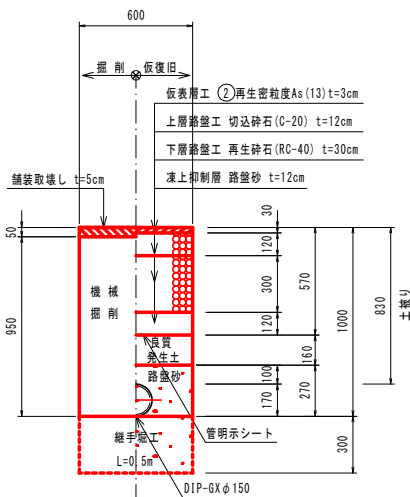 600
掘 削
仮復旧
仮表層工 ②再生密粒度As(13)t=3cm
上層路盤工 切込砕石(C-20) t=12cm
下層路盤工 再生砕石(RC-40) t=30cm
凍上抑制層 路盤砂 t=12cm
舗装取壊し t=5cm
50
950
機 械
掘 削
良質
発生土
路盤砂
継手掘工
L=0.5m
管明示シート
DIP-GXφ150
30
120
300
120
100
170
570
160
270
1000
300
830
土被り